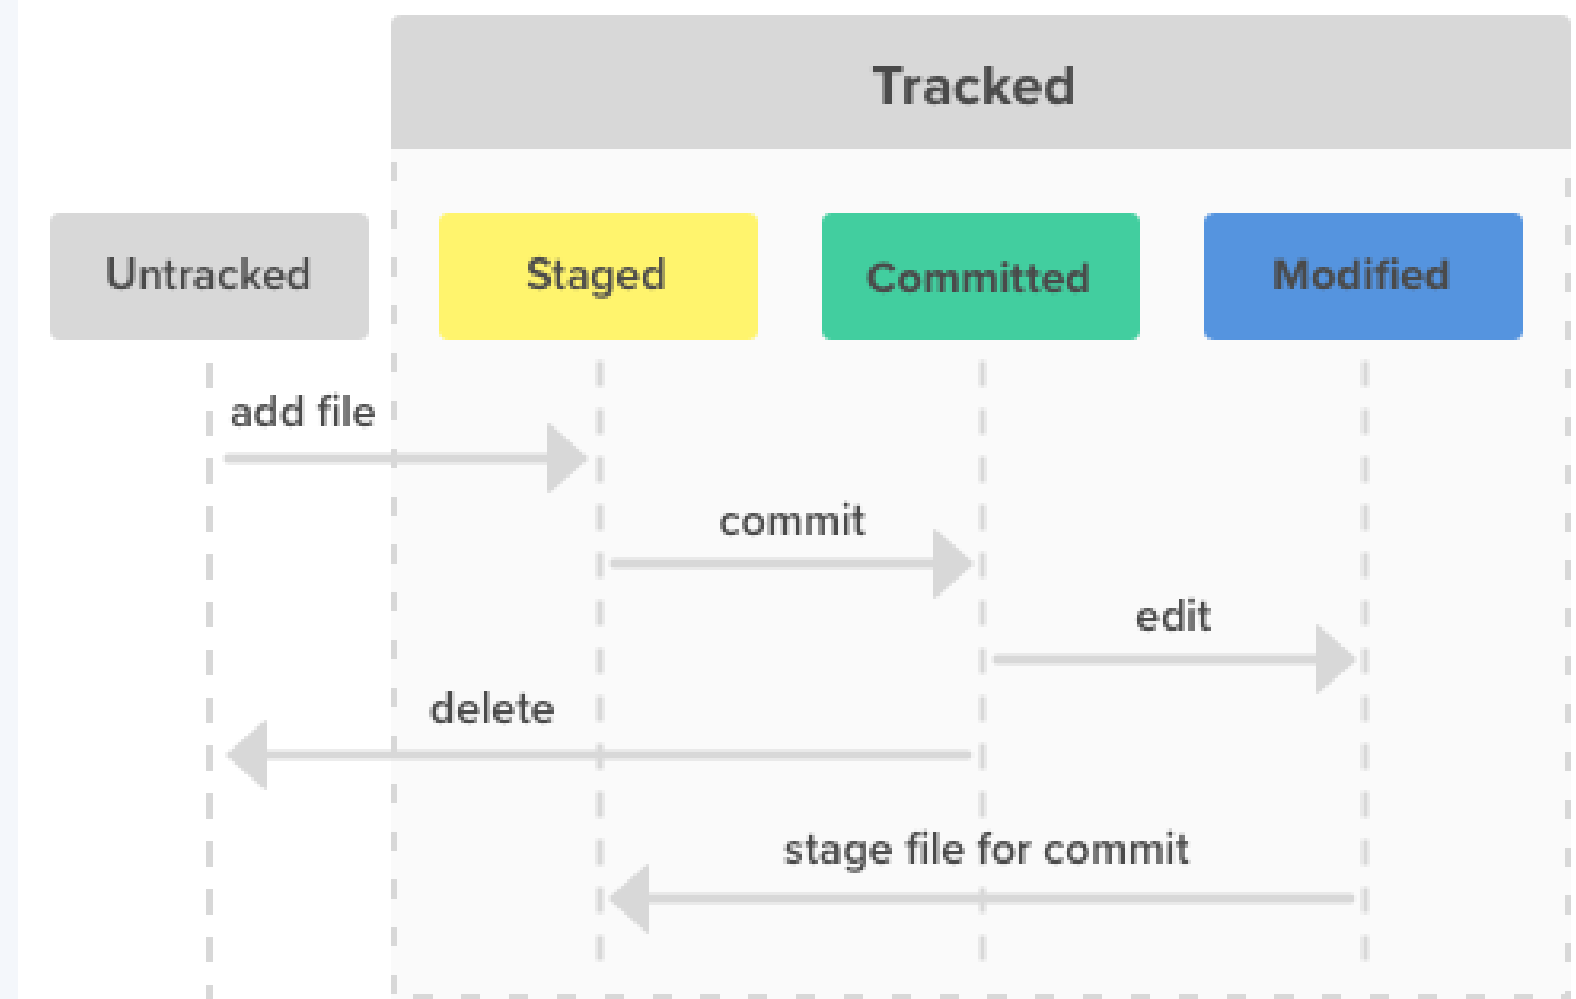 Tracked
Untracked
Staged
Committed
Modified
add file
commit
edit
delete
stage file for commit